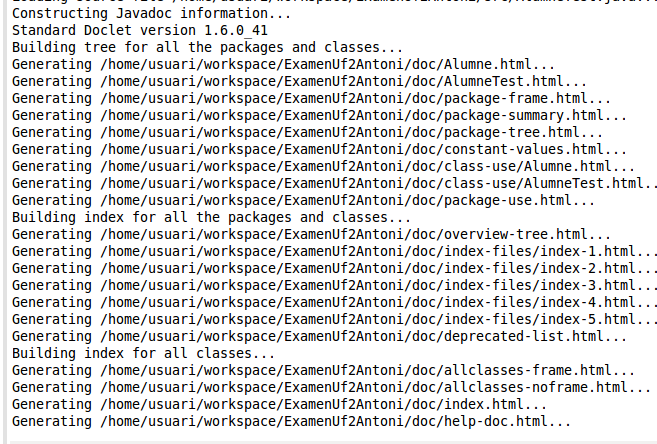 Constructing Javadoc information...
Standard Doclet version 1.6.0_41
Building tree for all the packages and classes...
Generating /home/usuari/workspace/ExamenUf2Antoni/doc/Alumne.html...
Generating /home/usuari/workspace/ExamenUf2Antoni/doc/AlumneTest.html...
Generating /home/usuari/workspace/ExamenUf2Antoni/doc/package-frame.html...
Generating /home/usuari/workspace/ExamenUf2Antoni/doc/package-summary.html...
Generating /home/usuari/workspace/ExamenUf2Antoni/doc/package-tree.html...
Generating /home/usuari/workspace/ExamenUf2Antoni/doc/constant-values.html...
Generating /home/usuari/workspace/ExamenUf2Antoni/doc/class-use/Alumne.html...
Generating /home/usuari/workspace/ExamenUf2Antoni/doc/class-use/AlumneTest.html..
Generating /home/usuari/workspace/ExamenUf2Antoni/doc/package-use.html...
Building index for all the packages and classes...
Generating /home/usuari/workspace/ExamenUf2Antoni/doc/overview-tree.html...
Generating /home/usuari/workspace/ExamenUf2Antoni/doc/index-files/index-1.html...
Generating /home/usuari/workspace/ExamenUf2Antoni/doc/index-files/index-2.html...
Generating /home/usuari/workspace/ExamenUf2Antoni/doc/index-files/index-3.html...
Generating /home/usuari/workspace/ExamenUf2Antoni/doc/index-files/index-4.html...
Generating /home/usuari/workspace/ExamenUf2Antoni/doc/index-files/index-5.html...
Generating /home/usuari/workspace/ExamenUf2Antoni/doc/deprecated-list.html...
Building index for all classes...
Generating /home/usuari/workspace/ExamenUf2Antoni/doc/allclasses-frame.html...
Generating /home/usuari/workspace/ExamenUf2Antoni/doc/allclasses-noframe.html...
Generating /home/usuari/workspace/ExamenUf2Antoni/doc/index.html...
Generating /home/usuari/workspace/ExamenUf2Antoni/doc/help-doc.html...